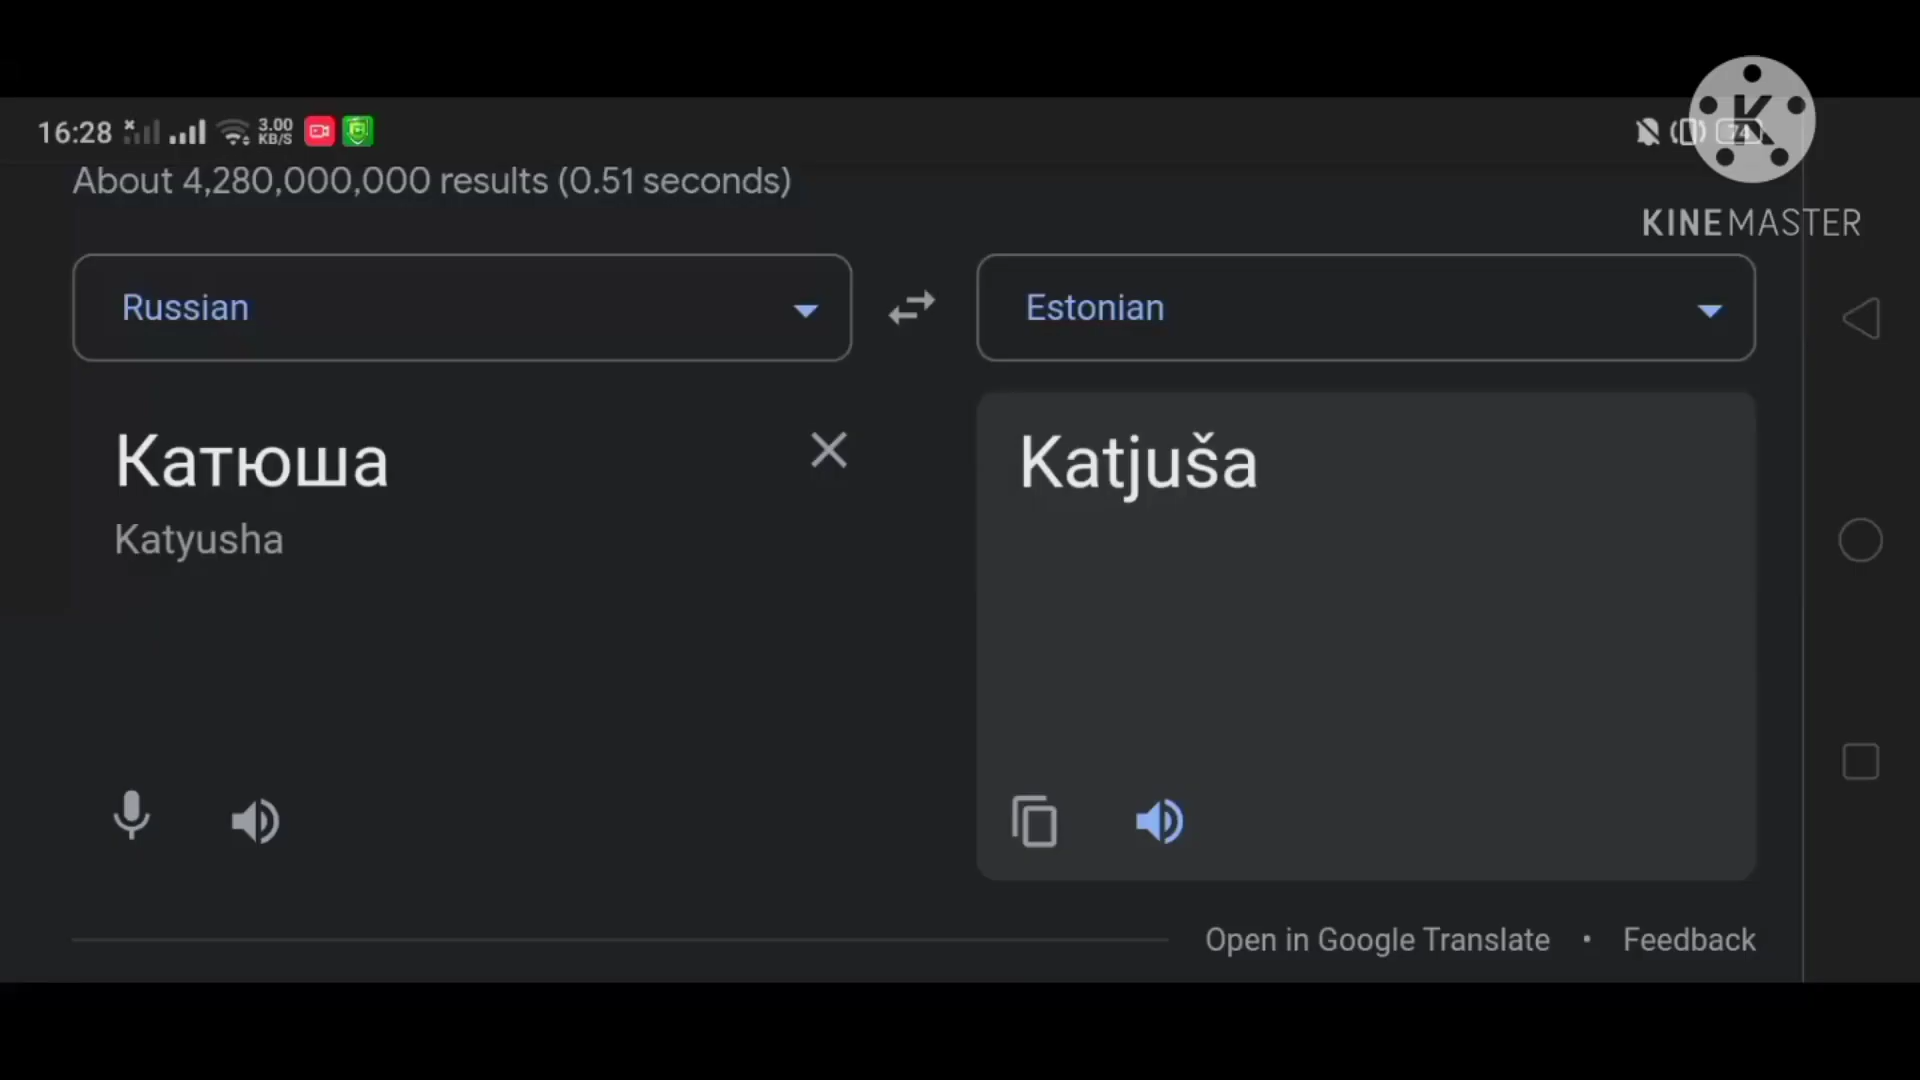 16:28 3.00 KB/S 74
About 4,280,000,000 results (0.51 seconds)
KINEMASTER
Russian Estonian
Катюша Katjuša
Katyusha
Open in Google Translate • Feedback